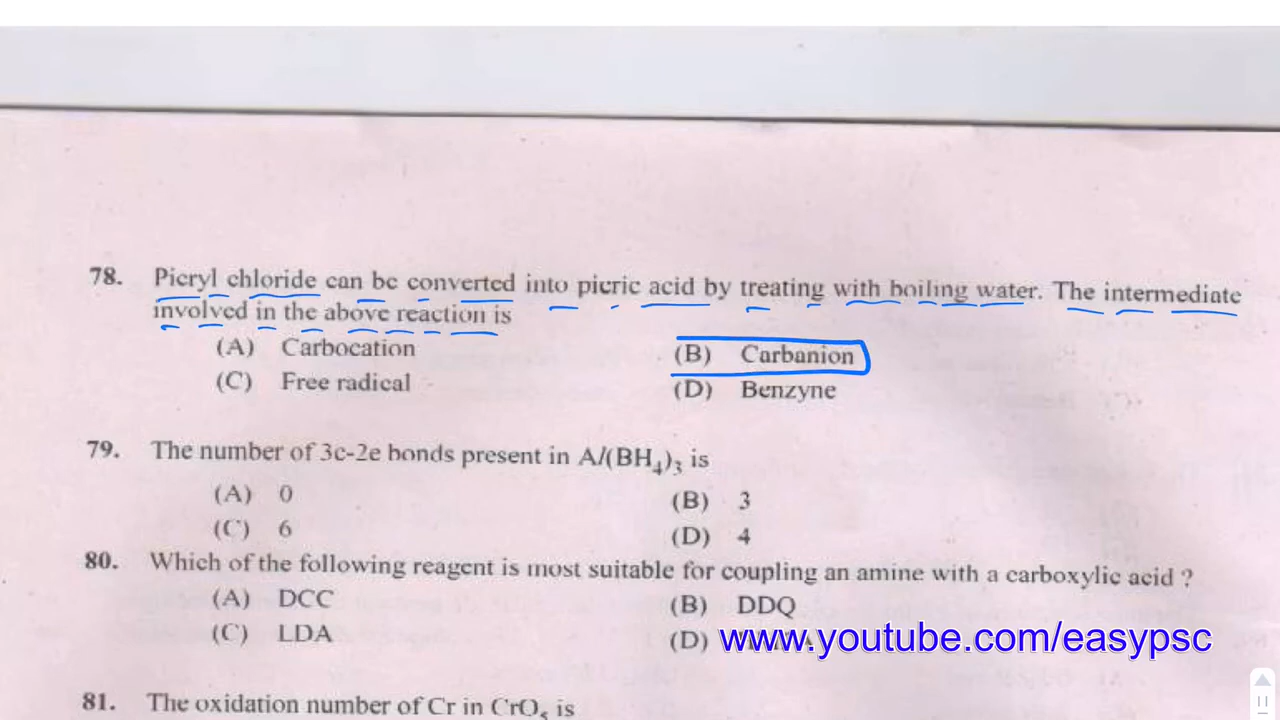 78. Picryl chloride can be converted into picric acid by treating with boiling water. The intermediate
involved in the above reaction is
(A) Carbocation (B) Carbanion
(C) Free radical (D) Benzyne
79. The number of 3c-2e bonds present in A/(BH₄)₃ is
(A) 0 (B) 3
(C) 6 (D) 4
80. Which of the following reagent is most suitable for coupling an amine with a carboxylic acid ?
(A) DCC (B) DDQ
(C) LDA (D)
www.youtube.com/easypsc
81. The oxidation number of Cr in CrO₅ is